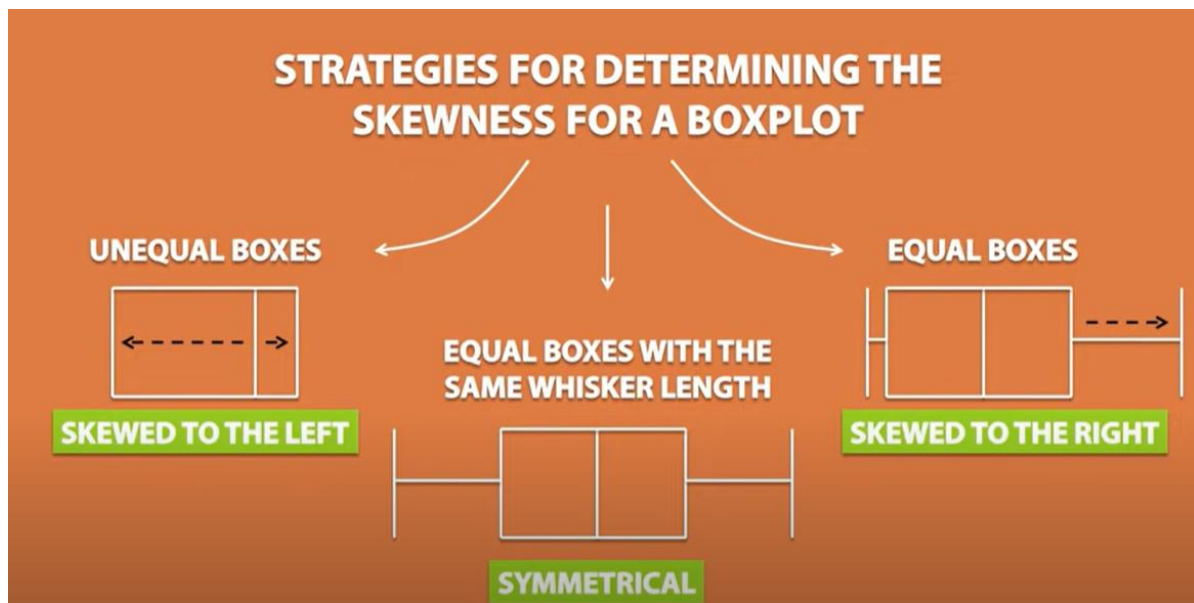 STRATEGIES FOR DETERMINING THE
SKEWNESS FOR A BOXPLOT
UNEQUAL BOXES
SKEWED TO THE LEFT
EQUAL BOXES WITH THE
SAME WHISKER LENGTH
SYMMETRICAL
EQUAL BOXES
SKEWED TO THE RIGHT